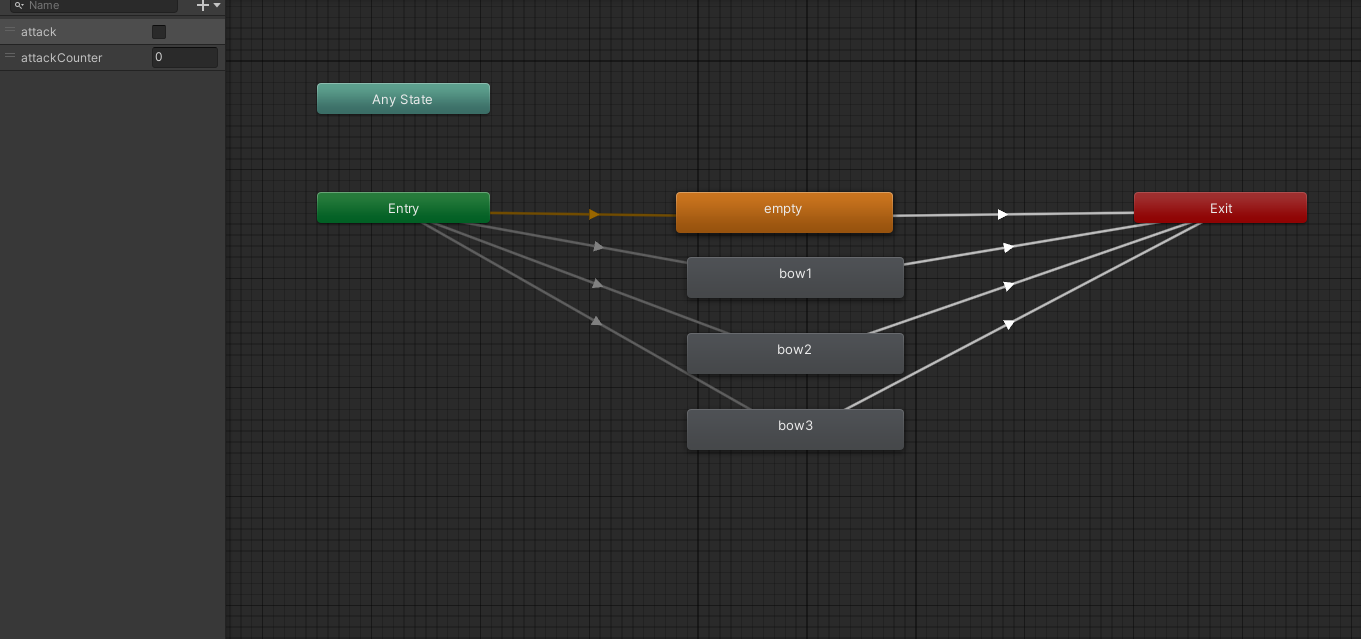 Name
attack
attackCounter 0
Any State
Entry
empty
Exit
bow1
bow2
bow3